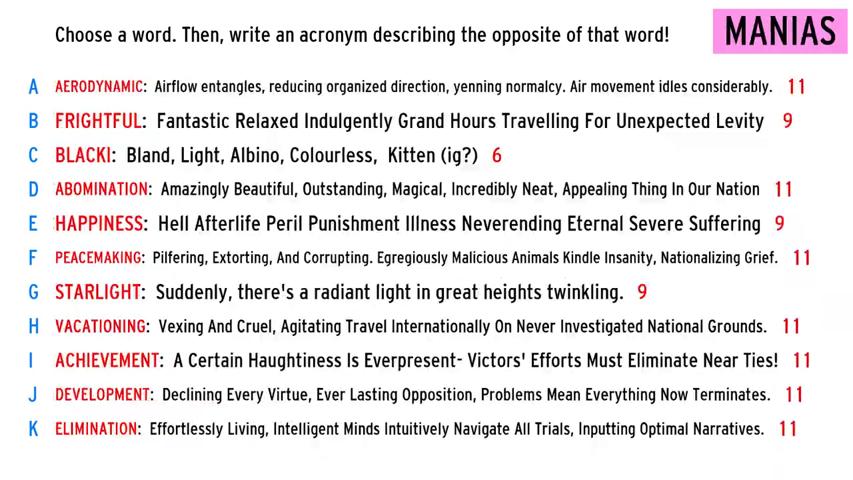 Choose a word. Then, write an acronym describing the opposite of that word!
MANIAS
A AERODYNAMIC: Airflow entangles, reducing organized direction, yenning normalcy. Air movement idles considerably. 11
B FRIGHTFUL: Fantastic Relaxed Indulgently Grand Hours Travelling For Unexpected Levity 9
C BLACKI: Bland, Light, Albino, Colourless, Kitten (ig?) 6
D ABOMINATION: Amazingly Beautiful, Outstanding, Magical, Incredibly Neat, Appealing Thing In Our Nation 11
E HAPPINESS: Hell Afterlife Peril Punishment Illness Neverending Eternal Severe Suffering 9
F PEACEMAKING: Pilfering, Extorting, And Corrupting. Egregiously Malicious Animals Kindle Insanity, Nationalizing Grief. 11
G STARLIGHT: Suddenly, there's a radiant light in great heights twinkling. 9
H VACATIONING: Vexing And Cruel, Agitating Travel Internationally On Never Investigated National Grounds. 11
I ACHIEVEMENT: A Certain Haughtiness Is Everpresent- Victors' Efforts Must Eliminate Near Ties! 11
J DEVELOPMENT: Declining Every Virtue, Ever Lasting Opposition, Problems Mean Everything Now Terminates. 11
K ELIMINATION: Effortlessly Living, Intelligent Minds Intuitively Navigate All Trials, Inputting Optimal Narratives. 11